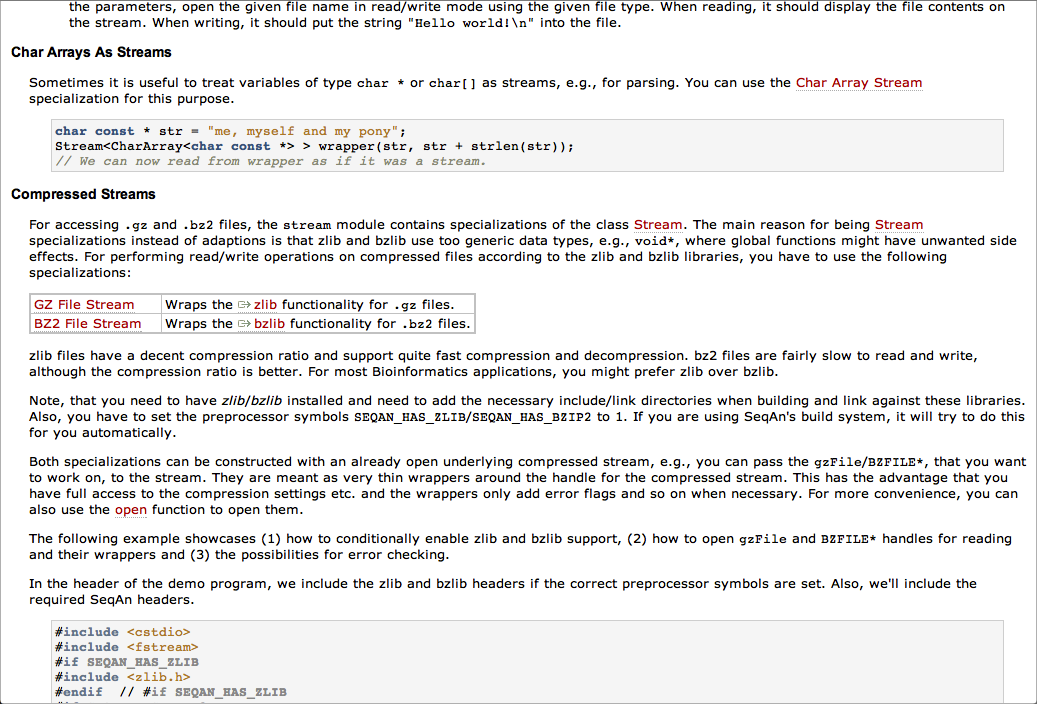 the parameters, open the given file name in read/write mode using the given file type. When reading, it should display the file contents on
the stream. When writing, it should put the string "Hello world!\n" into the file.
Char Arrays As Streams
Sometimes it is useful to treat variables of type char * or char[] as streams, e.g., for parsing. You can use the Char Array Stream
specialization for this purpose.
char const * str = "me, myself and my pony";
Stream<CharArray<char const *> > wrapper(str, str + strlen(str));
// We can now read from wrapper as if it was a stream.
Compressed Streams
For accessing .gz and .bz2 files, the stream module contains specializations of the class Stream. The main reason for being Stream
specializations instead of adaptions is that zlib and bzlib use too generic data types, e.g., void*, where global functions might have unwanted side
effects. For performing read/write operations on compressed files according to the zlib and bzlib libraries, you have to use the following
specializations:
GZ File Stream Wraps the zlib functionality for .gz files.
BZ2 File Stream Wraps the bzlib functionality for .bz2 files.
zlib files have a decent compression ratio and support quite fast compression and decompression. bz2 files are fairly slow to read and write,
although the compression ratio is better. For most Bioinformatics applications, you might prefer zlib over bzlib.
Note, that you need to have zlib/bzlib installed and need to add the necessary include/link directories when building and link against these libraries.
Also, you have to set the preprocessor symbols SEQAN_HAS_ZLIB/SEQAN_HAS_BZIP2 to 1. If you are using SeqAn's build system, it will try to do this
for you automatically.
Both specializations can be constructed with an already open underlying compressed stream, e.g., you can pass the gzFile/BZFILE*, that you want
to work on, to the stream. They are meant as very thin wrappers around the handle for the compressed stream. This has the advantage that you
have full access to the compression settings etc. and the wrappers only add error flags and so on when necessary. For more convenience, you can
also use the open function to open them.
The following example showcases (1) how to conditionally enable zlib and bzlib support, (2) how to open gzFile and BZFILE* handles for reading
and their wrappers and (3) the possibilities for error checking.
In the header of the demo program, we include the zlib and bzlib headers if the correct preprocessor symbols are set. Also, we'll include the
required SeqAn headers.
#include <cstdio>
#include <fstream>
#if SEQAN_HAS_ZLIB
#include <zlib.h>
#endif // #if SEQAN_HAS_ZLIB